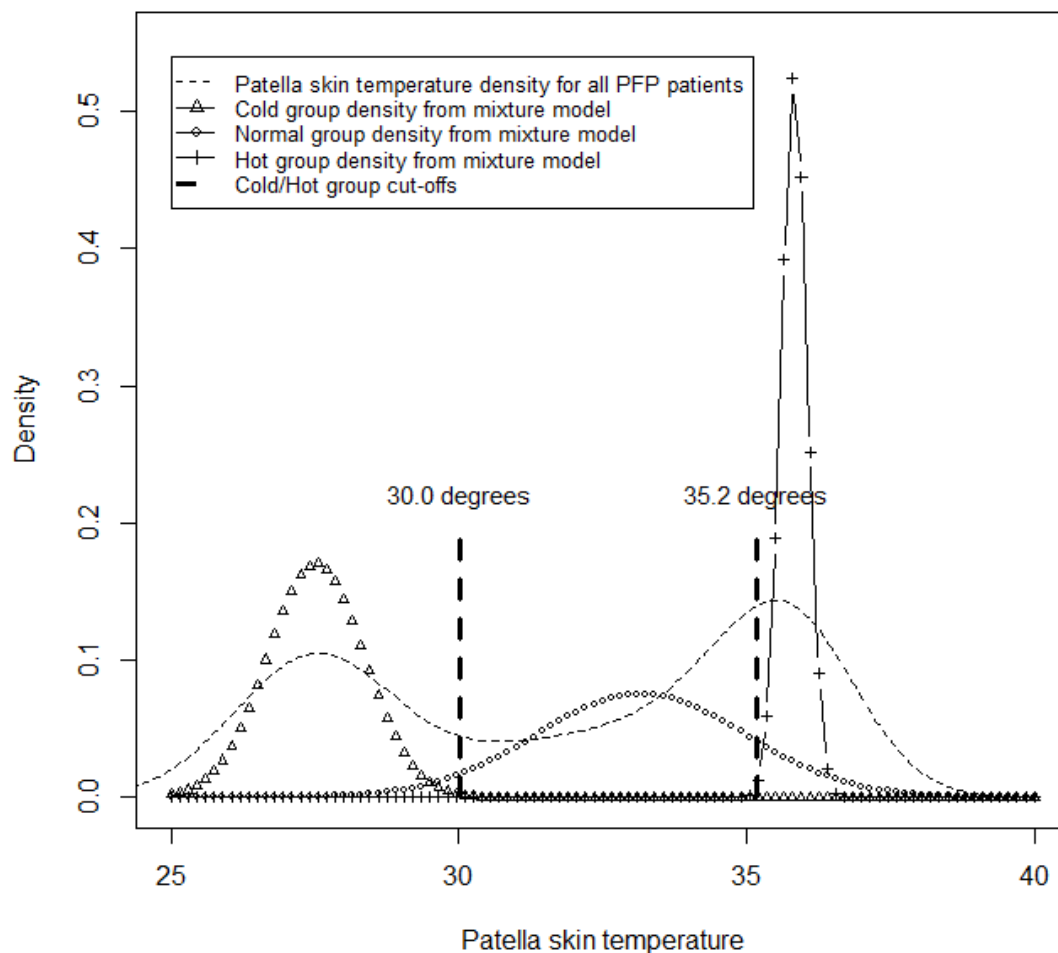 Patella skin temperature density for all PFP patients
Cold group density from mixture model
Normal group density from mixture model
Hot group density from mixture model
Cold/Hot group cut-offs
0.5
0.4
0.3
0.2
0.1
0.0
Density
30.0 degrees
35.2 degrees
25
30
35
40
Patella skin temperature